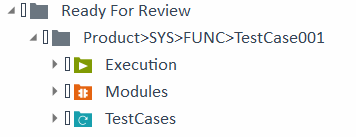 Ready For Review
Product>SYS>FUNC>TestCase001
Execution
Modules
TestCases